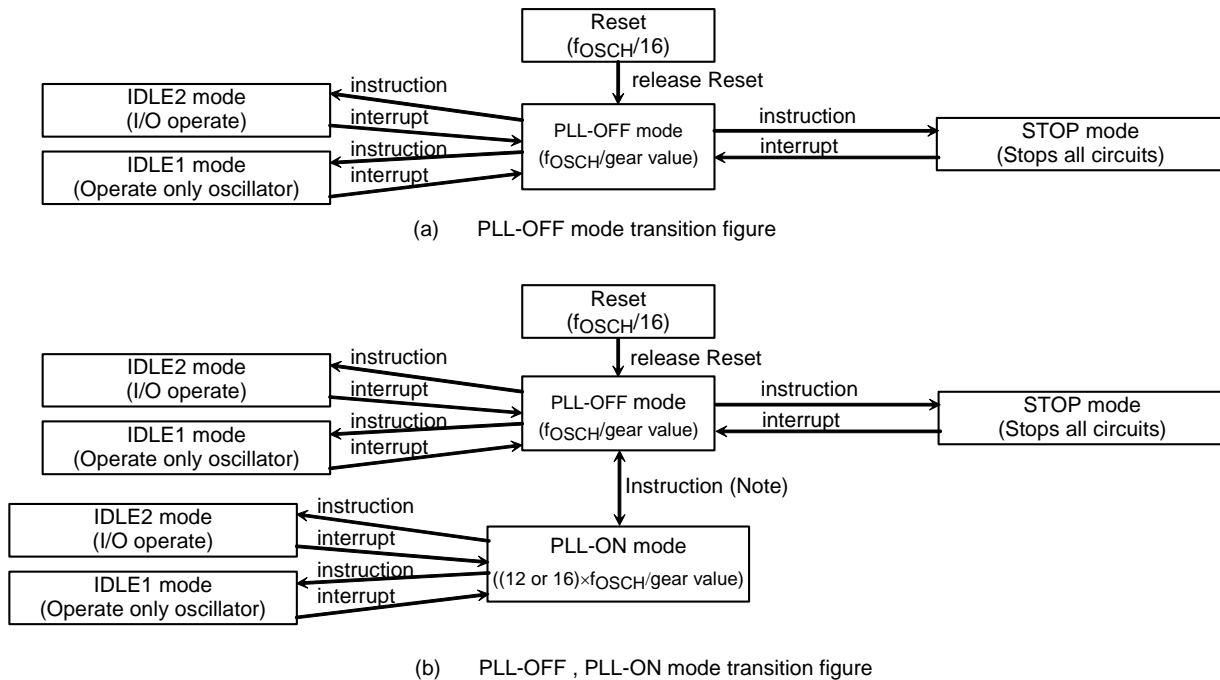 Reset
(fOSCH/16)
release Reset
IDLE2 mode
(I/O operate)
instruction
interrupt
IDLE1 mode
(Operate only oscillator)
instruction
interrupt
PLL-OFF mode
(fOSCH/gear value)
instruction
interrupt
STOP mode
(Stops all circuits)
(a) PLL-OFF mode transition figure
Reset
(fOSCH/16)
release Reset
IDLE2 mode
(I/O operate)
instruction
interrupt
IDLE1 mode
(Operate only oscillator)
instruction
interrupt
PLL-OFF mode
(fOSCH/gear value)
instruction
interrupt
STOP mode
(Stops all circuits)
Instruction (Note)
IDLE2 mode
(I/O operate)
instruction
interrupt
IDLE1 mode
(Operate only oscillator)
instruction
interrupt
PLL-ON mode
((12 or 16)×fOSCH/gear value)
(b) PLL-OFF , PLL-ON mode transition figure